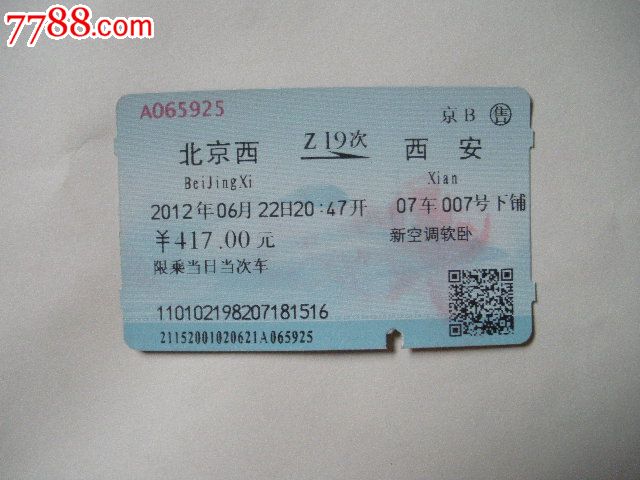 7788.com
A065925
京B 售
北京西 Z19次 西安
BeiJingXi Xian
2012年06月22日20:47开 07车007号下铺
¥417.00元 新空调软卧
限乘当日当次车
110102198207181516
21152001020621A065925